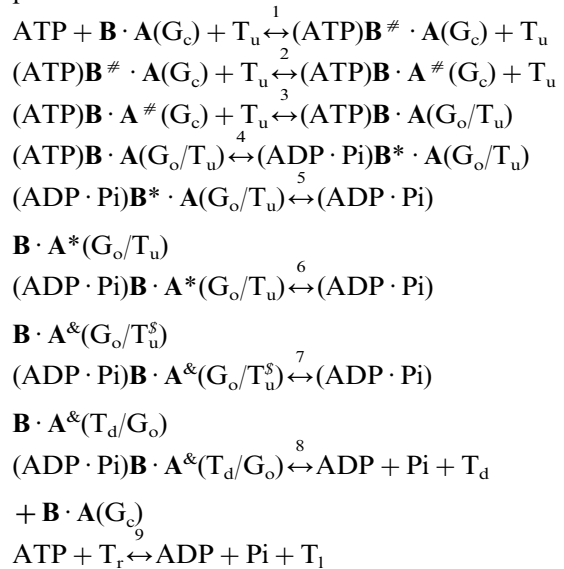 ATP + B · A(G_c) + T_u ↔^1 (ATP)B^≠ · A(G_c) + T_u
(ATP)B^≠ · A(G_c) + T_u ↔^2 (ATP)B · A^≠(G_c) + T_u
(ATP)B · A^≠(G_c) + T_u ↔^3 (ATP)B · A(G_o/T_u)
(ATP)B · A(G_o/T_u) ↔^4 (ADP · Pi)B* · A(G_o/T_u)
(ADP · Pi)B* · A(G_o/T_u) ↔^5 (ADP · Pi)
B · A*(G_o/T_u)
(ADP · Pi)B · A*(G_o/T_u) ↔^6 (ADP · Pi)
B · A^&(G_o/T_u^$)
(ADP · Pi)B · A^&(G_o/T_u^$) ↔^7 (ADP · Pi)
B · A^&(T_d/G_o)
(ADP · Pi)B · A^&(T_d/G_o) ↔^8 ADP + Pi + T_d
+ B · A(G_c)
ATP + T_r ↔^9 ADP + Pi + T_l